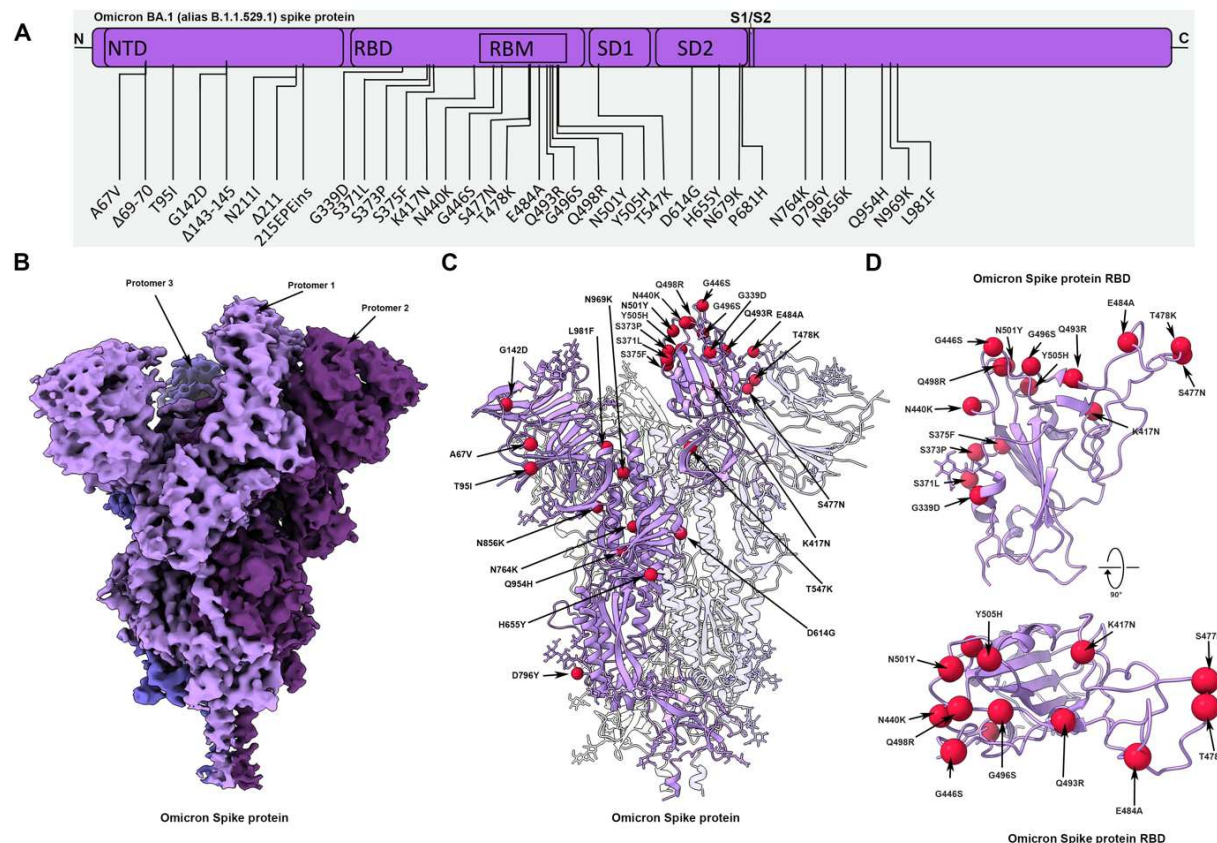 Omicron BA.1 (alias B.1.1.529.1) spike protein
S1/S2
A
N
C
NTD
RBD
RBM
SD1
SD2
A67V
Δ69-70
T95I
G142D
Δ143-145
N211I
Δ211
215EPEins
G339D
S371L
S373P
S375F
K417N
N440K
G446S
S477N
T478K
E484A
Q493R
G496S
Q498R
N501Y
Y505H
T547K
D614G
H655Y
N679K
P681H
N764K
D796Y
N856K
Q954H
N969K
L981F
B
Protomer 3
Protomer 1
Protomer 2
Omicron Spike protein
C
G446S
Q498R
N440K
G339D
N501Y
G496S
Y505H
Q493R
S373P
E484A
S371L
T478K
S375F
N969K
L981F
G142D
A67V
T95I
S477N
N856K
K417N
N764K
Q954H
T547K
H655Y
D614G
D796Y
Omicron Spike protein
D
Omicron Spike protein RBD
E484A
T478K
N501Y
G496S
Q493R
G446S
Y505H
Q498R
S477N
N440K
K417N
S375F
S373P
S371L
G339D
90°
Y505H
K417N
S477
N501Y
N440K
Q498R
T478
G446S
G496S
Q493R
E484A
Omicron Spike protein RBD